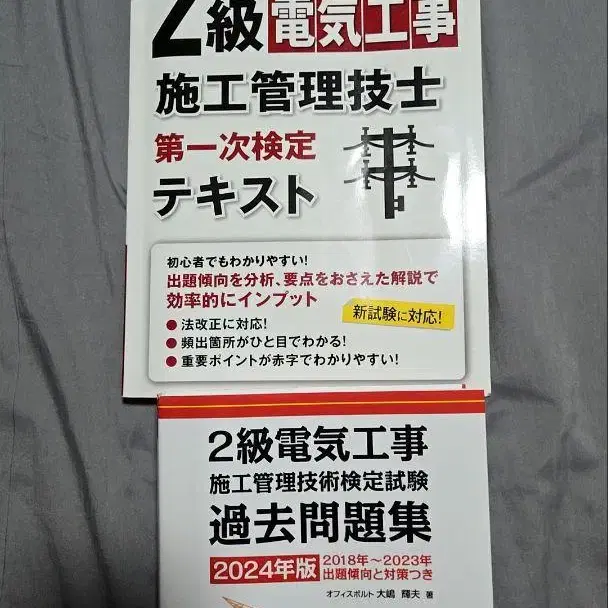 2級電気工事
施工管理技士
第一次検定
テキスト
初心者でもわかりやすい!
出題傾向を分析、要点をおさえた解説で
効率的にインプット
新試験に対応!
●法改正に対応!
●頻出箇所がひと目でわかる!
●重要ポイントが赤字でわかりやすい!
2級電気工事
施工管理技術検定試験
過去問題集
2024年版 2018年～2023年
出題傾向と対策つき
オフィスボルト 大嶋 輝夫 著